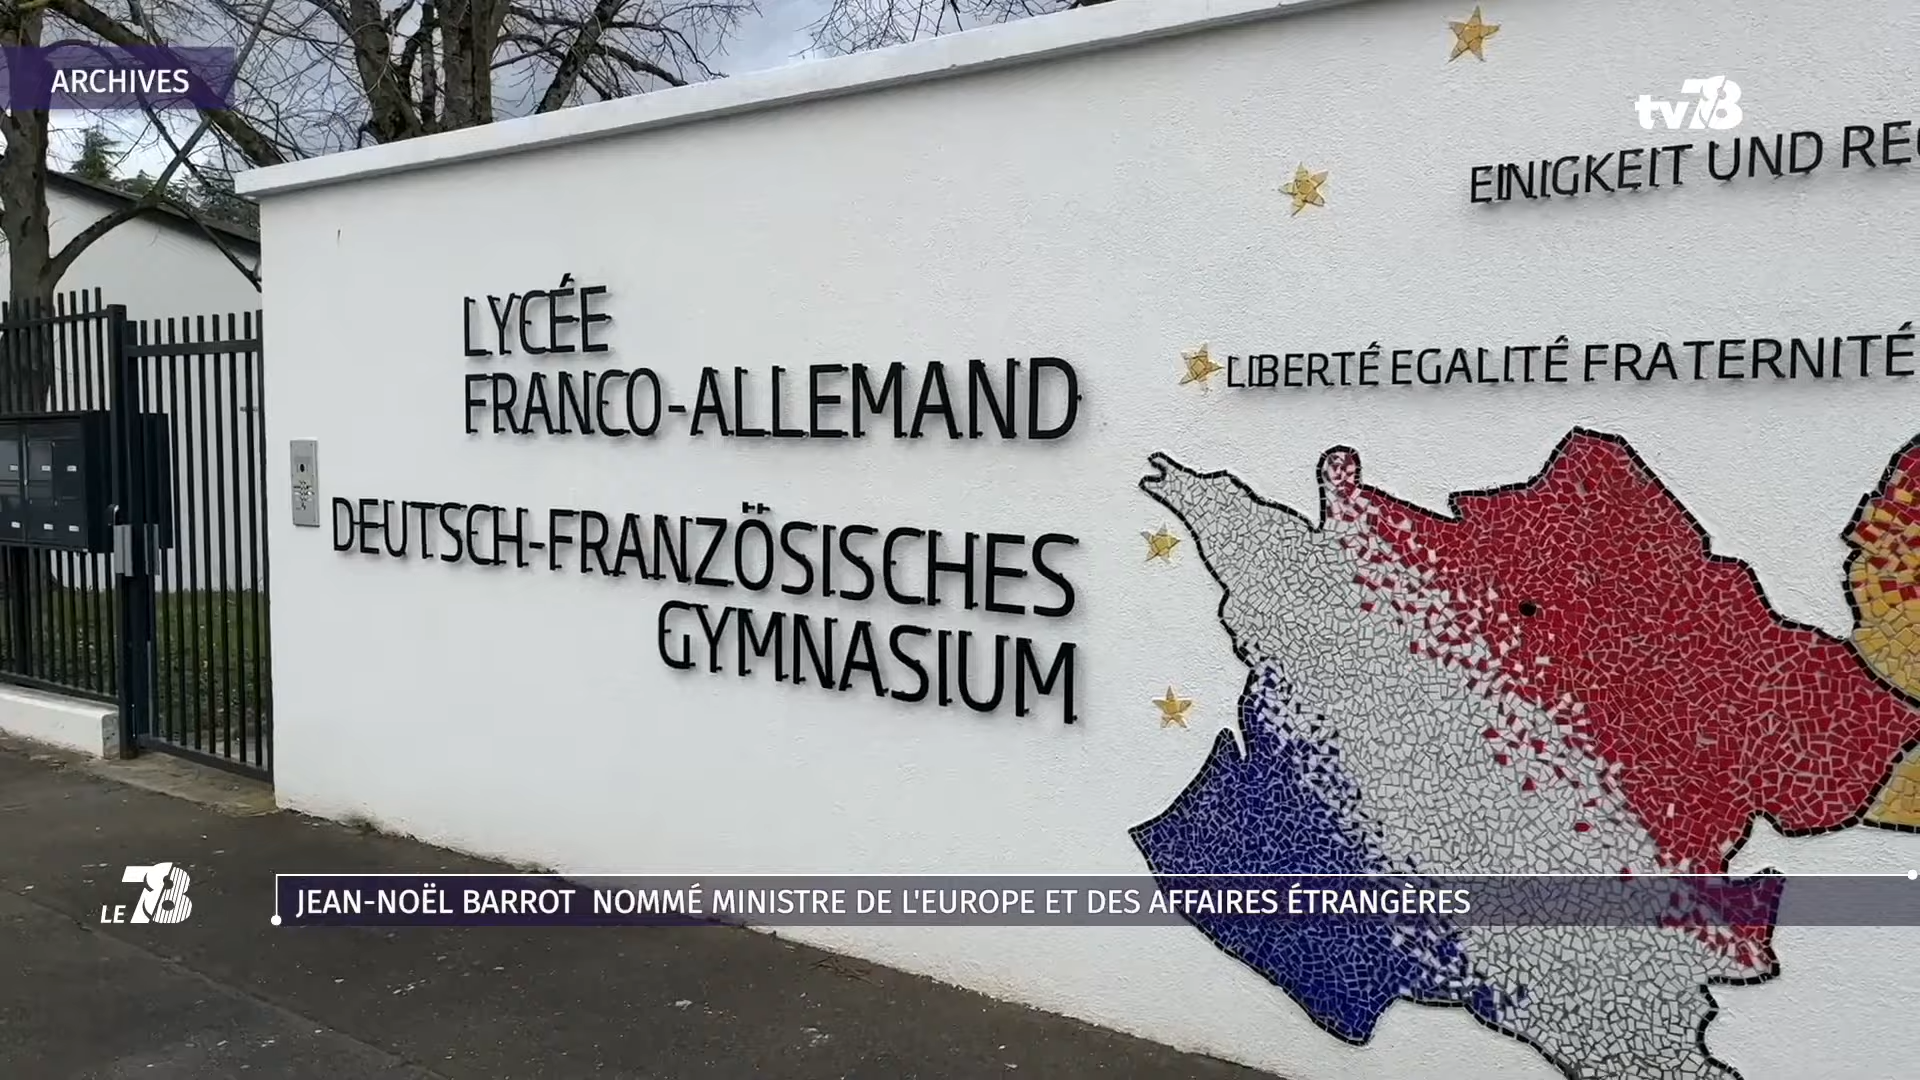 ARCHIVES
tv78
EINIGKEIT UND
LIBERTÉ EGALITÉ FRATERNITÉ
LYCÉE
FRANCO-ALLEMAND
DEUTSCH-FRANZÖSISCHES
GYMNASIUM
LE 78
JEAN-NOËL BARROT NOMMÉ MINISTRE DE L'EUROPE ET DES AFFAIRES ÉTRANGÈRES